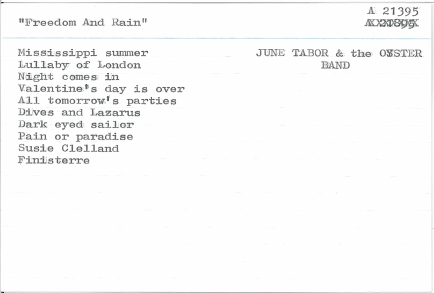 A 21395
"Freedom And Rain"
Mississippi summer
JUNE TABOR & the OYSTER
Lullaby of London
BAND
Night comes in
Valentine's day is over
All tomorrow's parties
Dives and Lazarus
Dark eyed sailor
Pain or paradise
Susie Clelland
Finisterre